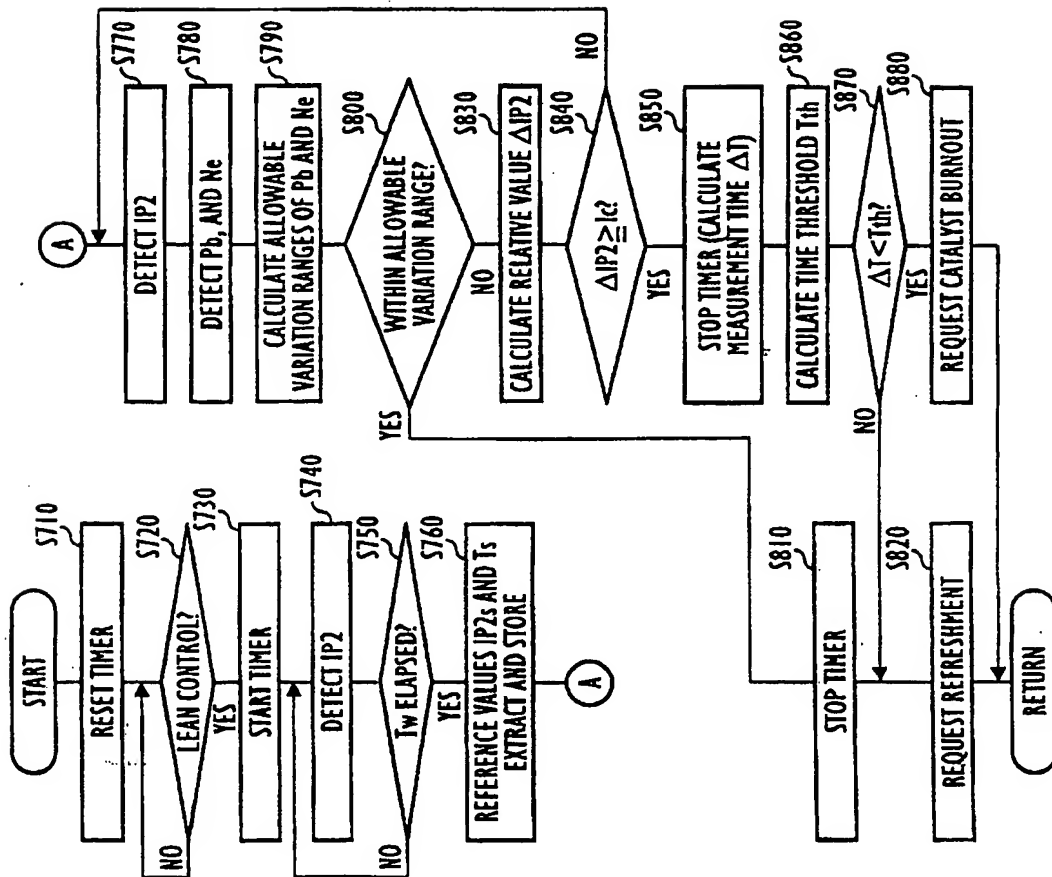 START
S710
RESET TIMER
S720
LEAN CONTROL?
NO
YES
S730
START TIMER
S740
DETECT IP2
S750
Tw ELAPSED?
NO
YES
S760
REFERENCE VALUES IP2s AND Ts
EXTRACT AND STORE
A
A
S770
DETECT IP2
S780
DETECT Pb, AND Ne
S790
CALCULATE ALLOWABLE
VARIATION RANGES OF Pb AND Ne
S800
WITHIN ALLOWABLE
VARIATION RANGE?
YES
NO
S830
CALCULATE RELATIVE VALUE ΔIP2
S840
ΔIP2≧Ic?
NO
YES
S850
STOP TIMER (CALCULATE
MEASUREMENT TIME ΔT)
S860
CALCULATE TIME THRESHOLD Tth
S870
ΔT<Tth?
NO
YES
S880
REQUEST CATALYST BURNOUT
S810
STOP TIMER
S820
REQUEST REFRESHMENT
RETURN